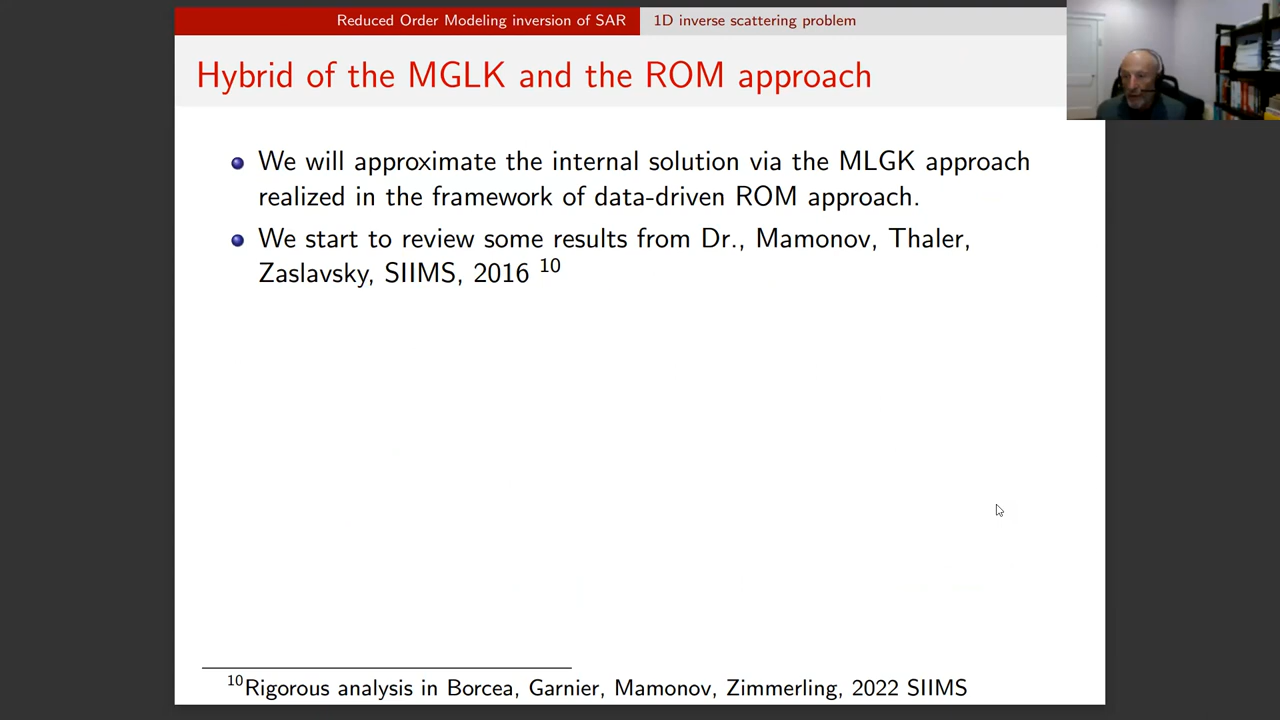 Reduced Order Modeling inversion of SAR 1D inverse scattering problem
Hybrid of the MGLK and the ROM approach
We will approximate the internal solution via the MLGK approach
realized in the framework of data-driven ROM approach.
We start to review some results from Dr., Mamonov, Thaler,
Zaslavsky, SIIMS, 2016 10
10Rigorous analysis in Borcea, Garnier, Mamonov, Zimmerling, 2022 SIIMS